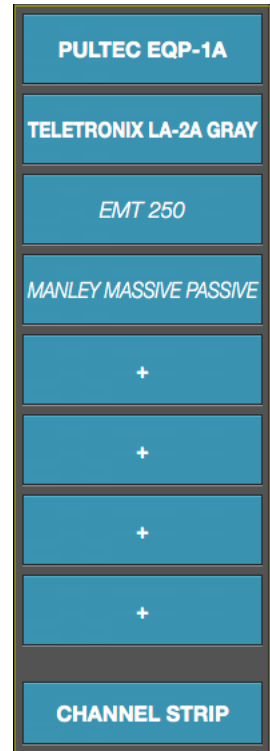 PULTEC EQP-1A
TELETRONIX LA-2A GRAY
EMT 250
MANLEY MASSIVE PASSIVE
+
+
+
+
CHANNEL STRIP